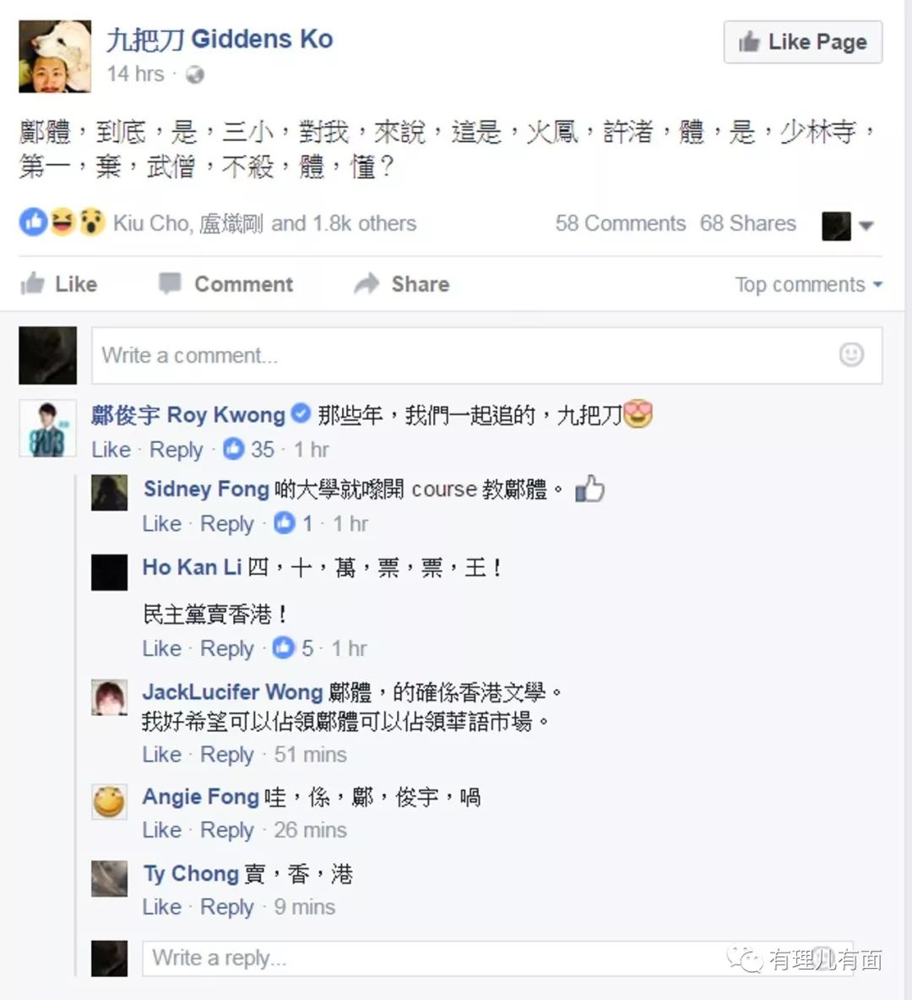 九把刀 Giddens Ko
14 hrs ·
Like Page
鄺體，到底，是，三小，對我，來說，這是，火鳳，許渚，體，是，少林寺，
第一，棄，武僧，不殺，體，懂？
Kiu Cho, 盧熾剛 and 1.8k others
58 Comments 68 Shares
Like Comment Share
Top comments
Write a comment...
鄺俊宇 Roy Kwong 那些年，我們一起追的，九把刀
Like · Reply · 35 · 1 hr
Sidney Fong 啲大學就嚟開 course 教鄺體。
Like · Reply · 1 · 1 hr
Ho Kan Li 四，十，萬，票，票，王！
民主黨賣香港！
Like · Reply · 5 · 1 hr
JackLucifer Wong 鄺體，的確係香港文學。
我好希望可以佔領鄺體可以佔領華語市場。
Like · Reply · 51 mins
Angie Fong 哇，係，鄺，俊宇，喎
Like · Reply · 26 mins
Ty Chong 賣，香，港
Like · Reply · 9 mins
Write a reply...
有理儿有面